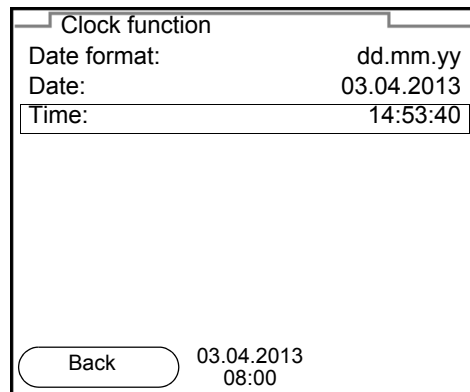 Clock function
Date format: dd.mm.yy
Date: 03.04.2013
Time: 14:53:40
Back 03.04.2013
08:00